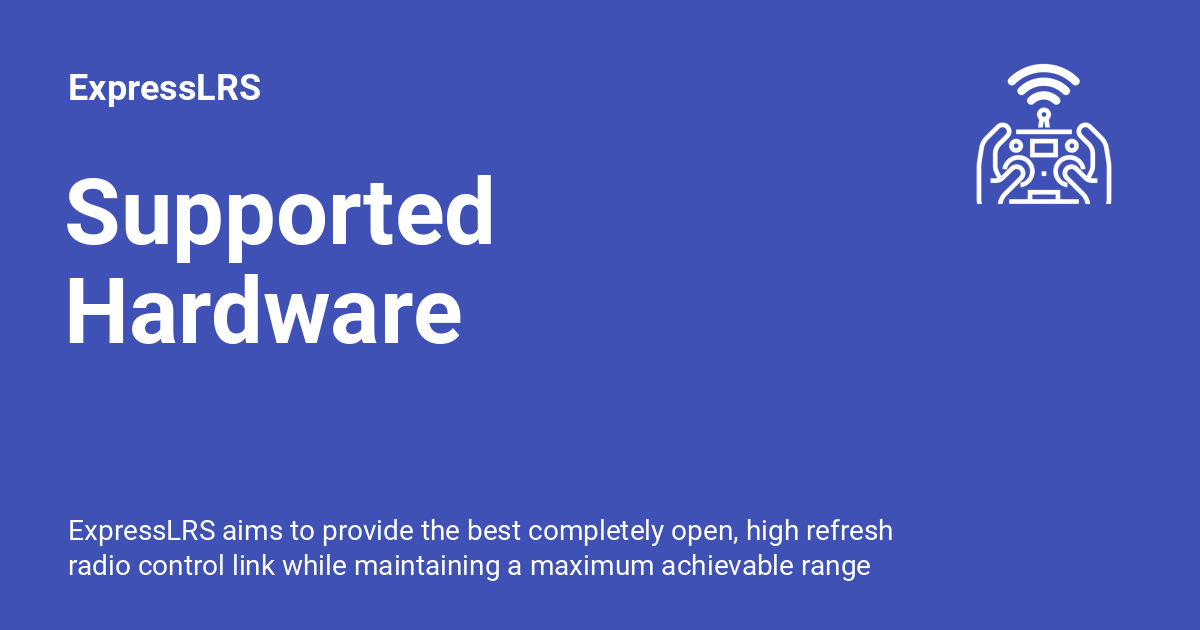 ExpressLRS
Supported
Hardware
ExpressLRS aims to provide the best completely open, high refresh
radio control link while maintaining a maximum achievable range